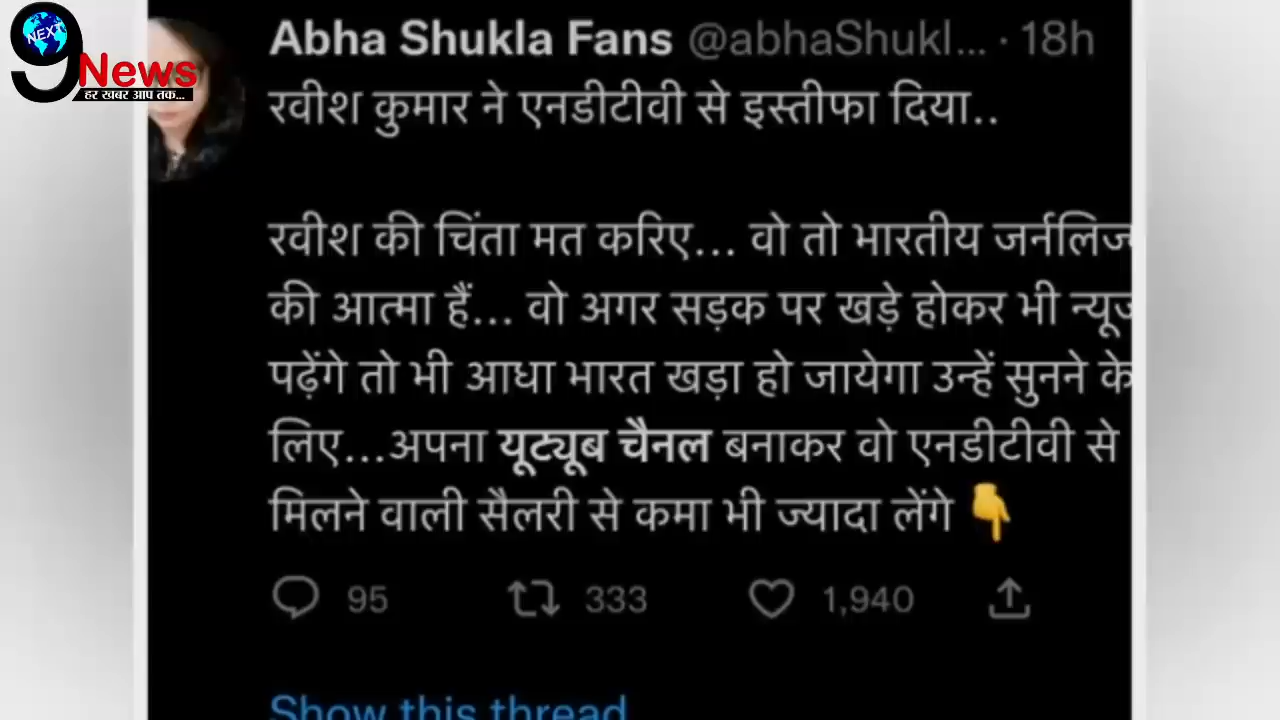 NEXT
9News
हर खबर आप तक...
Abha Shukla Fans @abhaShukl... · 18h
रवीश कुमार ने एनडीटीवी से इस्तीफा दिया..
रवीश की चिंता मत करिए... वो तो भारतीय
की आत्मा हैं... वो अगर सड़क पर खड़े होकर भी
पढ़ेंगे तो भी आधा भारत खड़ा हो जायेगा उन्हें सुनने के
लिए...अपना यूट्यूब चैनल बनाकर वो एनडीटीवी से
मिलने वाली सैलरी से कमा भी ज्यादा लेंगे 👇
95 333 1,940
Show this thread